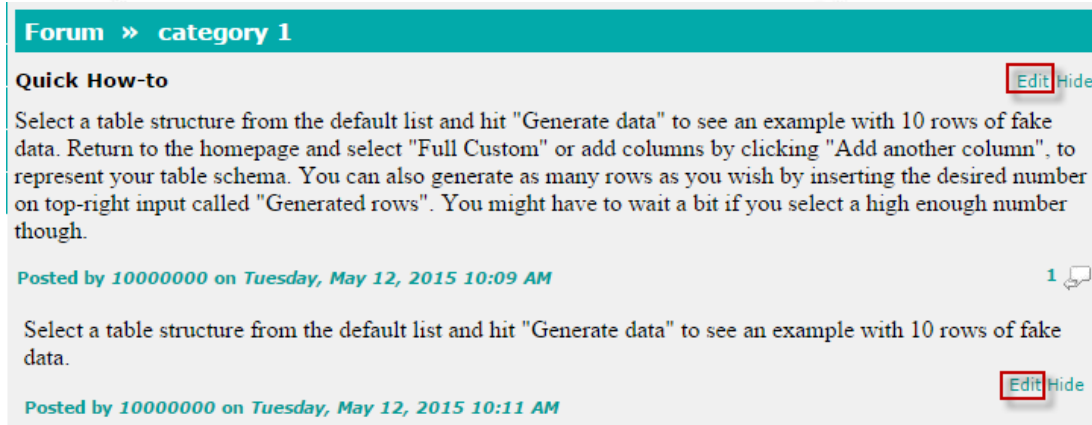 Forum » category 1
Quick How-to
Edit Hide
Select a table structure from the default list and hit "Generate data" to see an example with 10 rows of fake
data. Return to the homepage and select "Full Custom" or add columns by clicking "Add another column", to
represent your table schema. You can also generate as many rows as you wish by inserting the desired number
on top-right input called "Generated rows". You might have to wait a bit if you select a high enough number
though.
Posted by 10000000 on Tuesday, May 12, 2015 10:09 AM
1
Select a table structure from the default list and hit "Generate data" to see an example with 10 rows of fake
data.
Edit Hide
Posted by 10000000 on Tuesday, May 12, 2015 10:11 AM